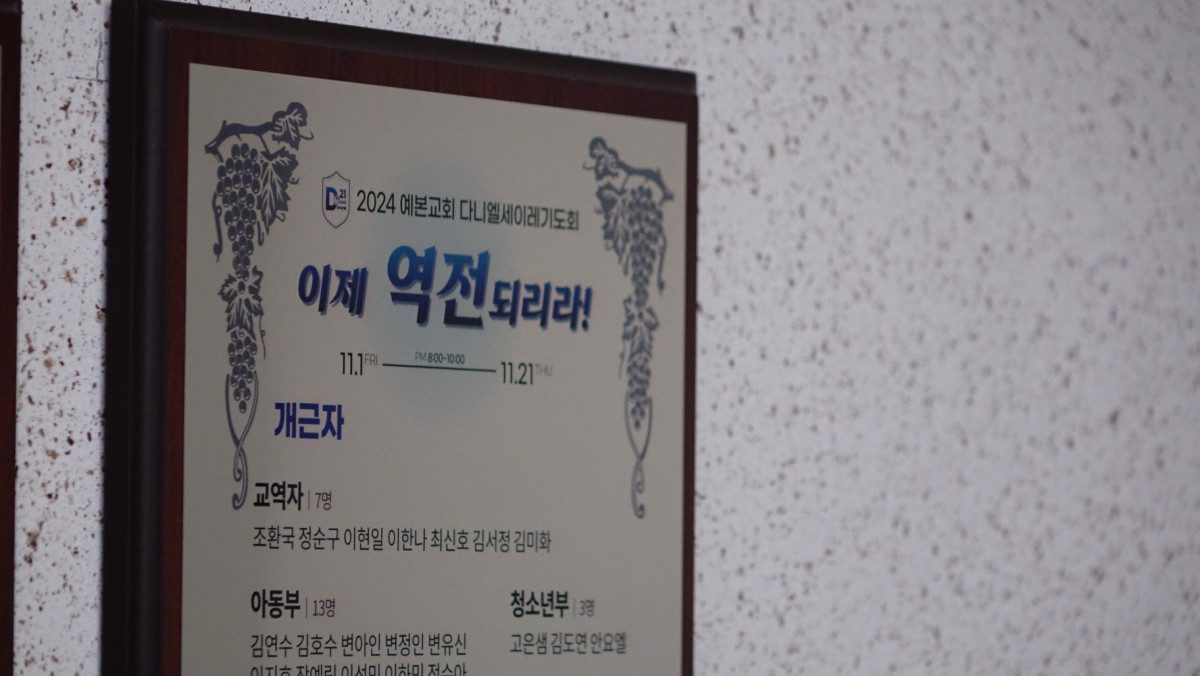 D 21
2024 예본교회 다니엘세이레기도회
이제 역전되리라!
11.1 FRI PM 8:00-10:00 11.21 THU
개근자
교역자 | 7명
조환국 정순구 이현일 이한나 최신호 김서정 김미화
아동부 | 13명
김연수 김호수 변아인 변정인 변유신
청소년부 | 3명
고은샘 김도연 안요엘